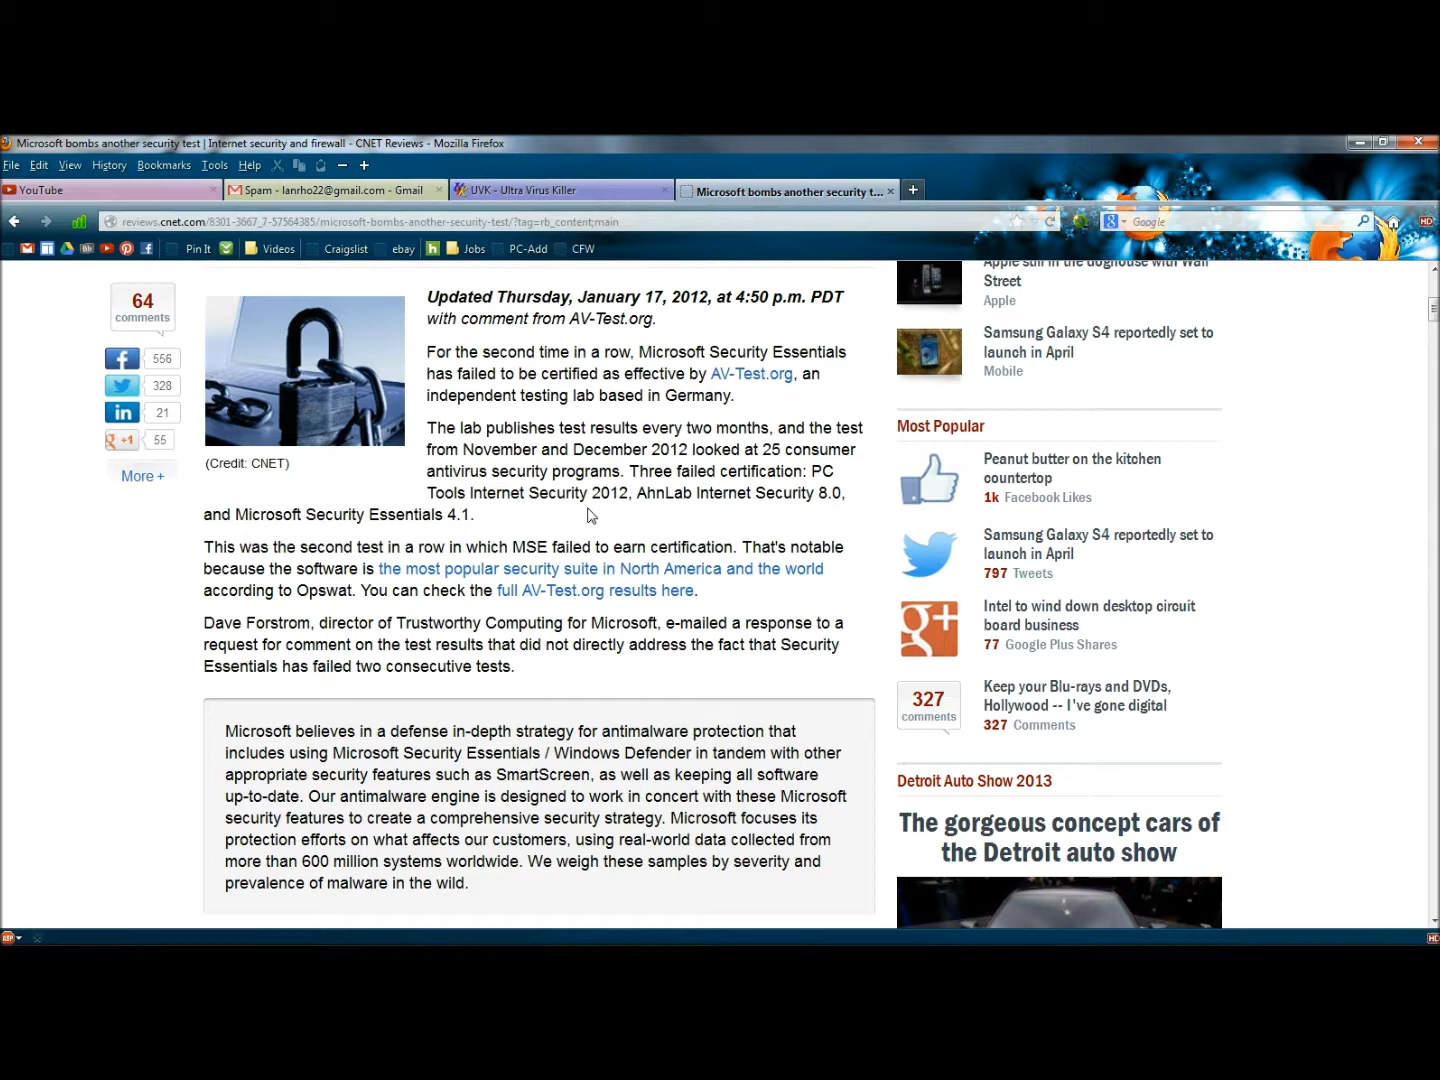 Microsoft bombs another security test | Internet security and firewall - CNET Reviews - Mozilla Firefox
File Edit View History Bookmarks Tools Help
YouTube
Spam - lanrho22@gmail.com - Gmail
UVK - Ultra Virus Killer
Microsoft bombs another security t...
reviews.cnet.com/8301-3667_7-57564385/microsoft-bombs-another-security-test/?tag=rb_content;main
Google
Pin It Videos Craigslist ebay h Jobs PC-Add CFW
64
comments
556
328
21
+1 55
More +
(Credit: CNET)
Updated Thursday, January 17, 2012, at 4:50 p.m. PDT
with comment from AV-Test.org.
For the second time in a row, Microsoft Security Essentials
has failed to be certified as effective by AV-Test.org, an
independent testing lab based in Germany.
The lab publishes test results every two months, and the test
from November and December 2012 looked at 25 consumer
antivirus security programs. Three failed certification: PC
Tools Internet Security 2012, AhnLab Internet Security 8.0,
and Microsoft Security Essentials 4.1.
This was the second test in a row in which MSE failed to earn certification. That's notable
because the software is the most popular security suite in North America and the world
according to Opswat. You can check the full AV-Test.org results here.
Dave Forstrom, director of Trustworthy Computing for Microsoft, e-mailed a response to a
request for comment on the test results that did not directly address the fact that Security
Essentials has failed two consecutive tests.
Microsoft believes in a defense in-depth strategy for antimalware protection that
includes using Microsoft Security Essentials / Windows Defender in tandem with other
appropriate security features such as SmartScreen, as well as keeping all software
up-to-date. Our antimalware engine is designed to work in concert with these Microsoft
security features to create a comprehensive security strategy. Microsoft focuses its
protection efforts on what affects our customers, using real-world data collected from
more than 600 million systems worldwide. We weigh these samples by severity and
prevalence of malware in the wild.
Apple still in the doghouse with Wall
Street
Apple
Samsung Galaxy S4 reportedly set to
launch in April
Mobile
Most Popular
Peanut butter on the kitchen
countertop
1k Facebook Likes
Samsung Galaxy S4 reportedly set to
launch in April
797 Tweets
Intel to wind down desktop circuit
board business
77 Google Plus Shares
327
comments
Keep your Blu-rays and DVDs,
Hollywood -- I've gone digital
327 Comments
Detroit Auto Show 2013
The gorgeous concept cars of
the Detroit auto show
ABP
HD